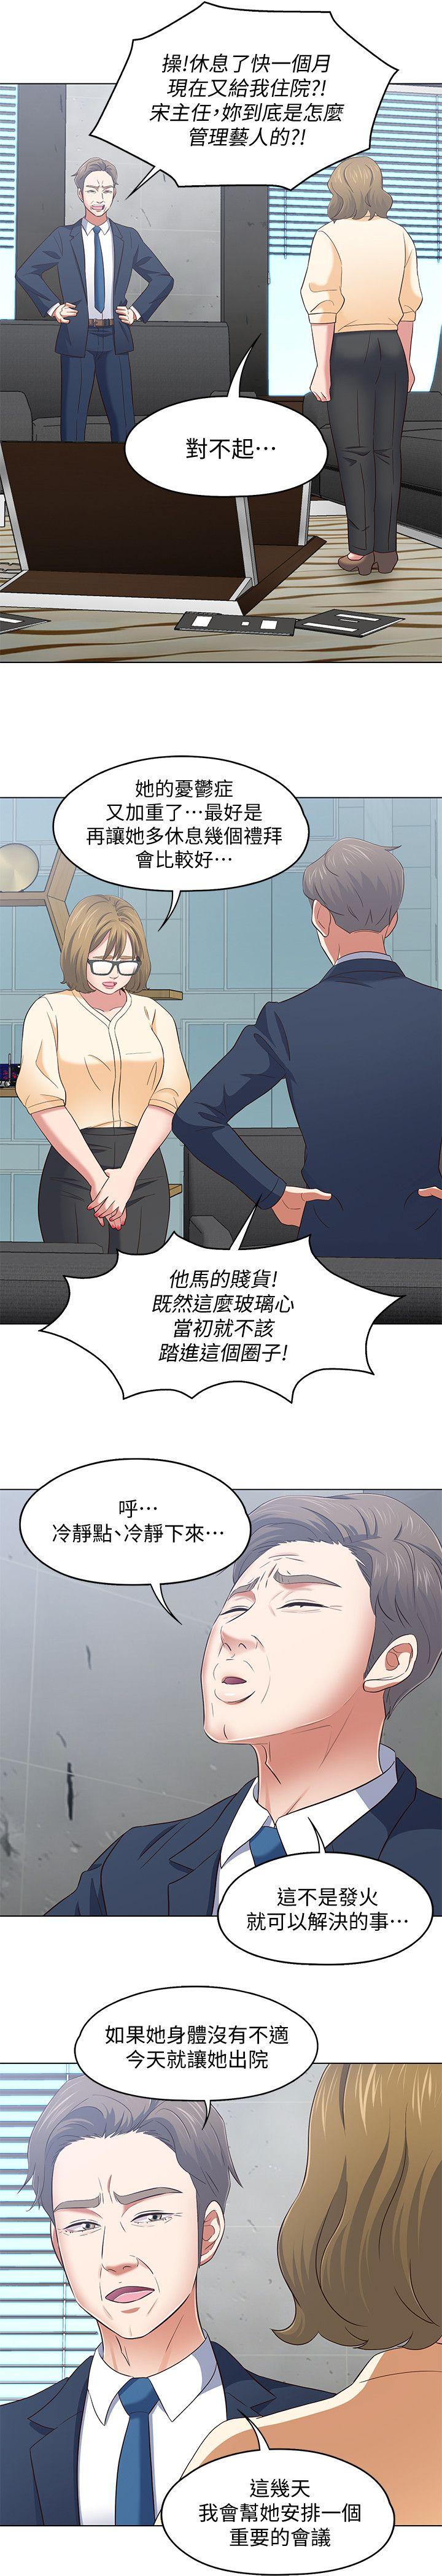 操!休息了快一個月
現在又給我住院?!
宋主任,妳到底是怎麼
管理藝人的?!
對不起…
她的憂鬱症
又加重了…最好是
再讓她多休息幾個禮拜
會比較好…
他馬的賤貨!
既然這麼玻璃心
當初就不該
踏進這個圈子!
呼…
冷靜點、冷靜下來…
這不是發火
就可以解決的事…
如果她身體沒有不適
今天就讓她出院
這幾天
我會幫她安排一個
重要的會議